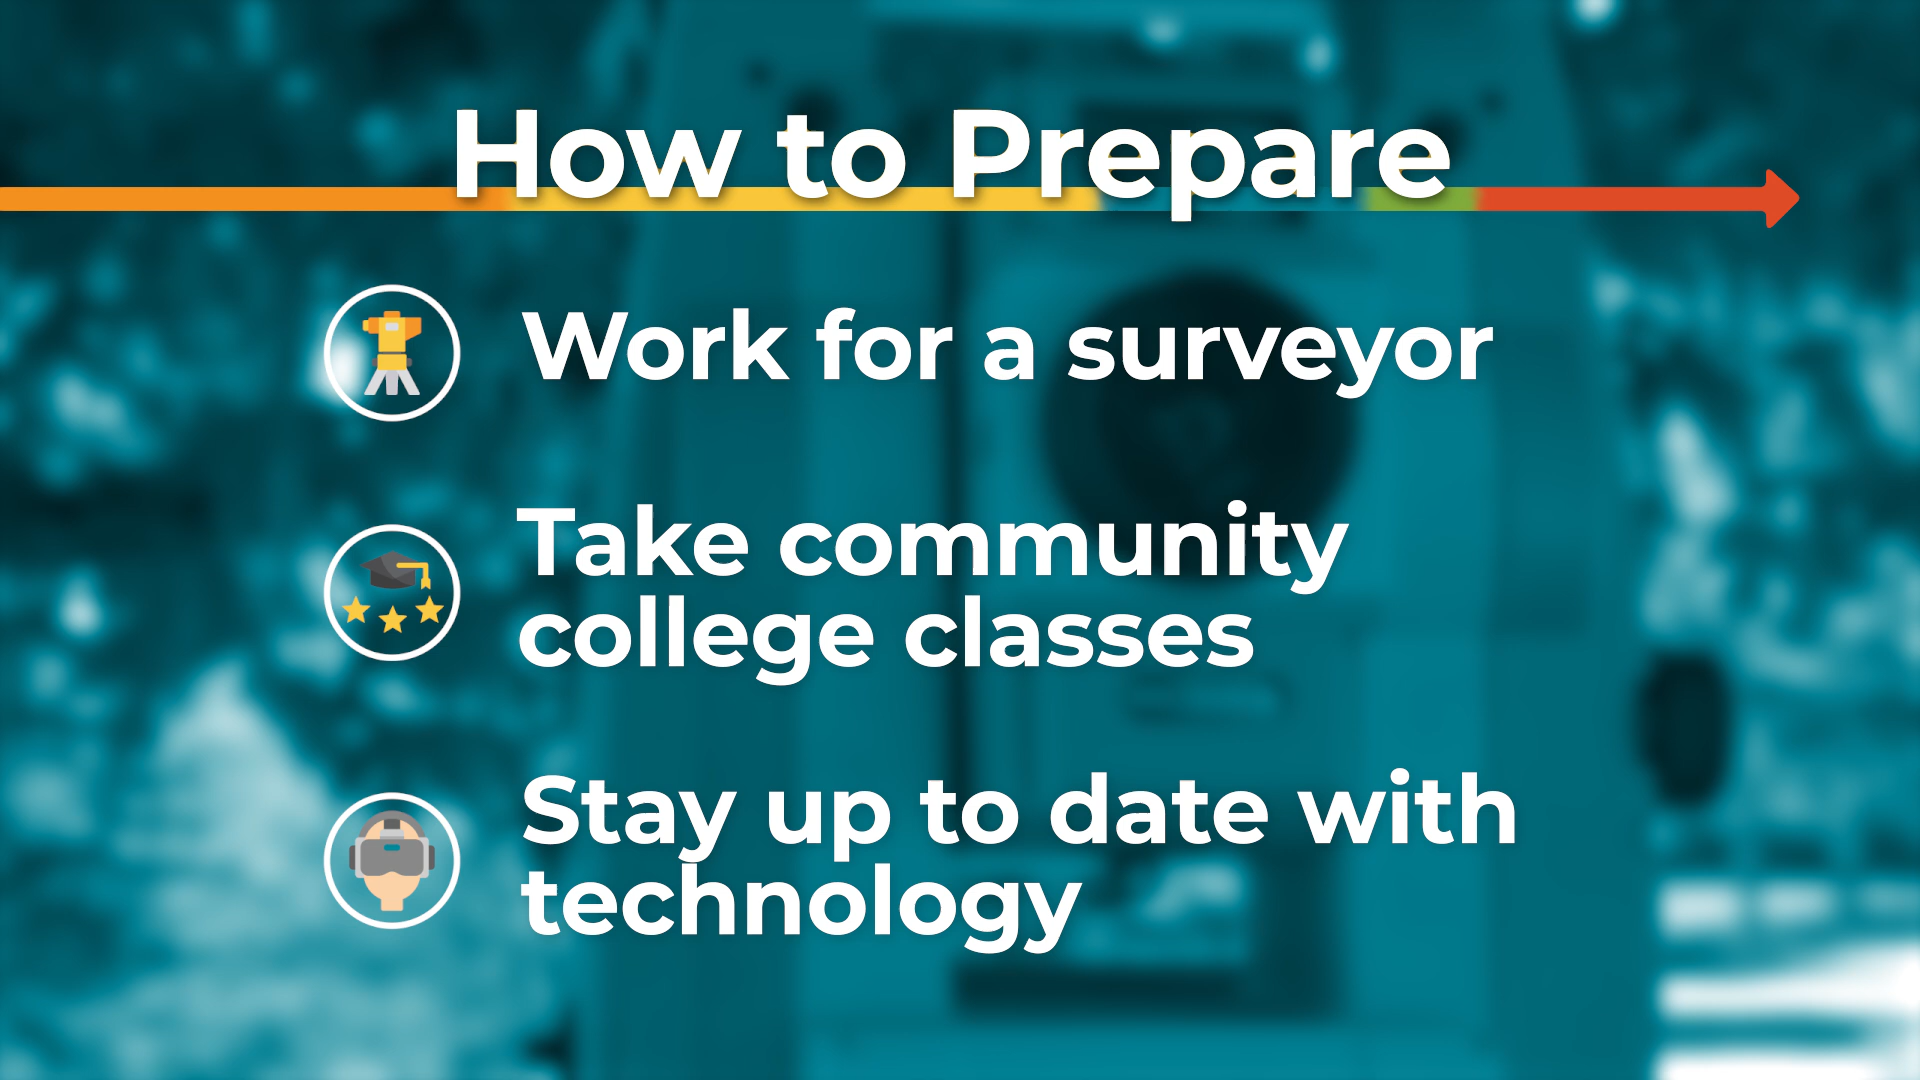 How to Prepare
Work for a surveyor
Take community
college classes
Stay up to date with
technology